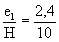 e₁/H = 2,4/10